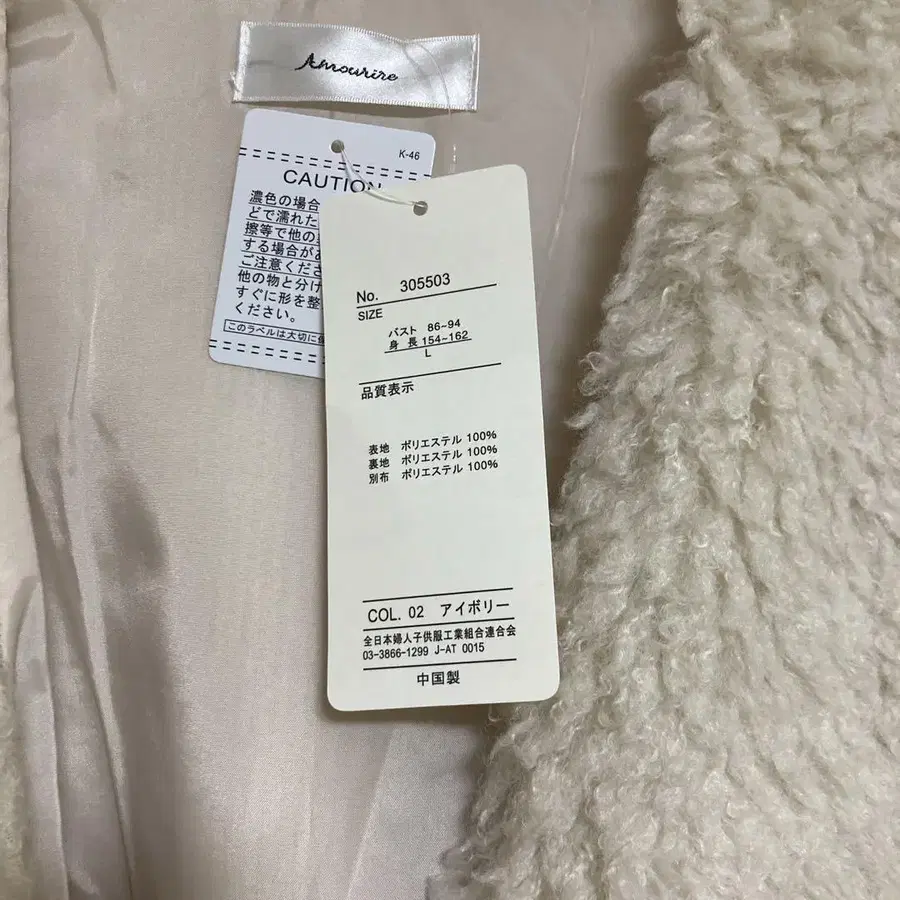 Amourire
K-46
CAUTION
濃色の場合
どで濡れた
擦等で他の
する場合があ
ご注意くださ
他の物と分け
すぐに形を整
ください。
このラベルは大切に保
No. 305503
SIZE
バスト 86~94
身 長 154~162
L
品質表示
表地 ポリエステル 100%
裏地 ポリエステル 100%
別布 ポリエステル 100%
COL. 02 アイボリー
全日本婦人子供服工業組合連合会
03-3866-1299 J-AT 0015
中国製